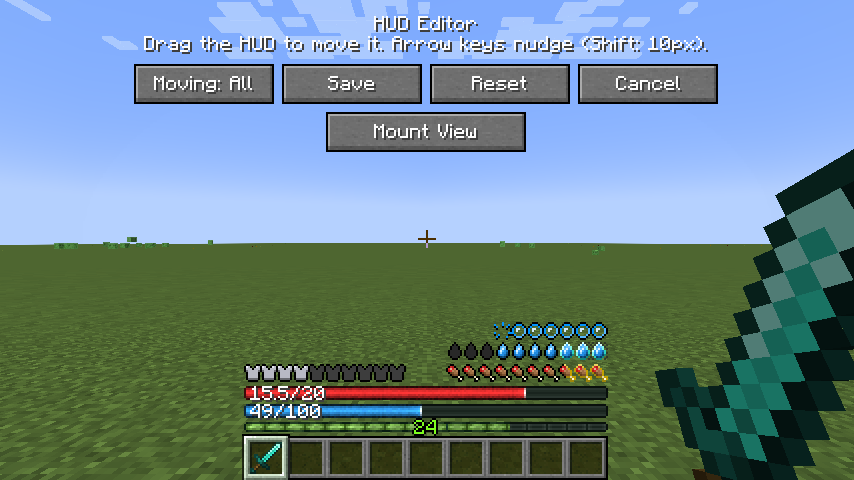 HUD Editor
Drag the HUD to move it. Arrow keys nudge (Shift: 10px).
Moving: All
Save
Reset
Cancel
Mount View
15.5/20
49/100
24